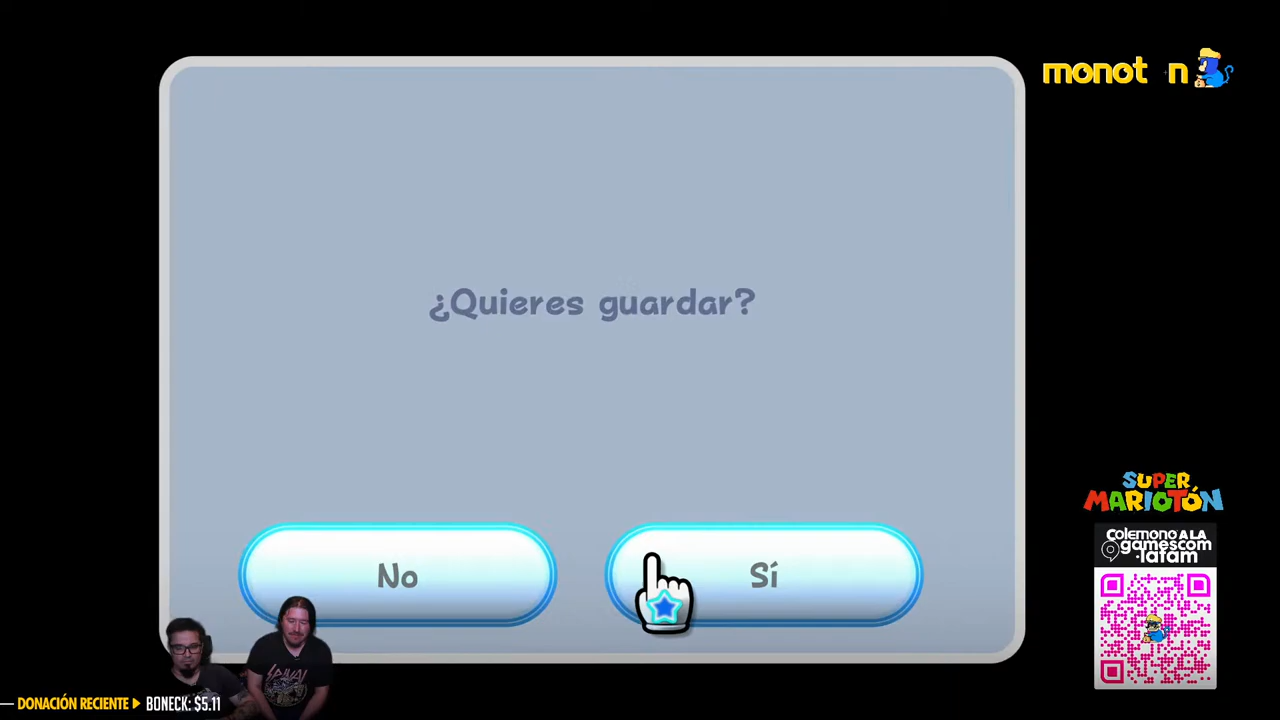 monot n
¿Quieres guardar?
No
Sí
SUPER
MARIOTÓN
COLEMONO A LA
gamescom
latam
DONACIÓN RECIENTE
BONECK: $5.11